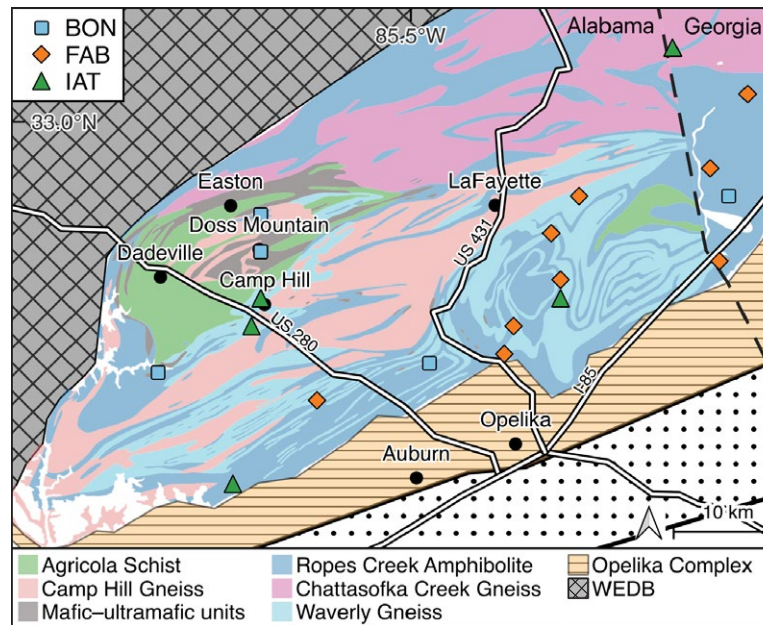 BON
FAB
IAT
85.5°W
Alabama
Georgia
33.0°N
Easton
LaFayette
Doss Mountain
Dadeville
US 431
Camp Hill
US 280
I-85
Opelika
Auburn
10 km
Agricola Schist
Camp Hill Gneiss
Mafic–ultramafic units
Ropes Creek Amphibolite
Chattasofka Creek Gneiss
Waverly Gneiss
Opelika Complex
WEDB